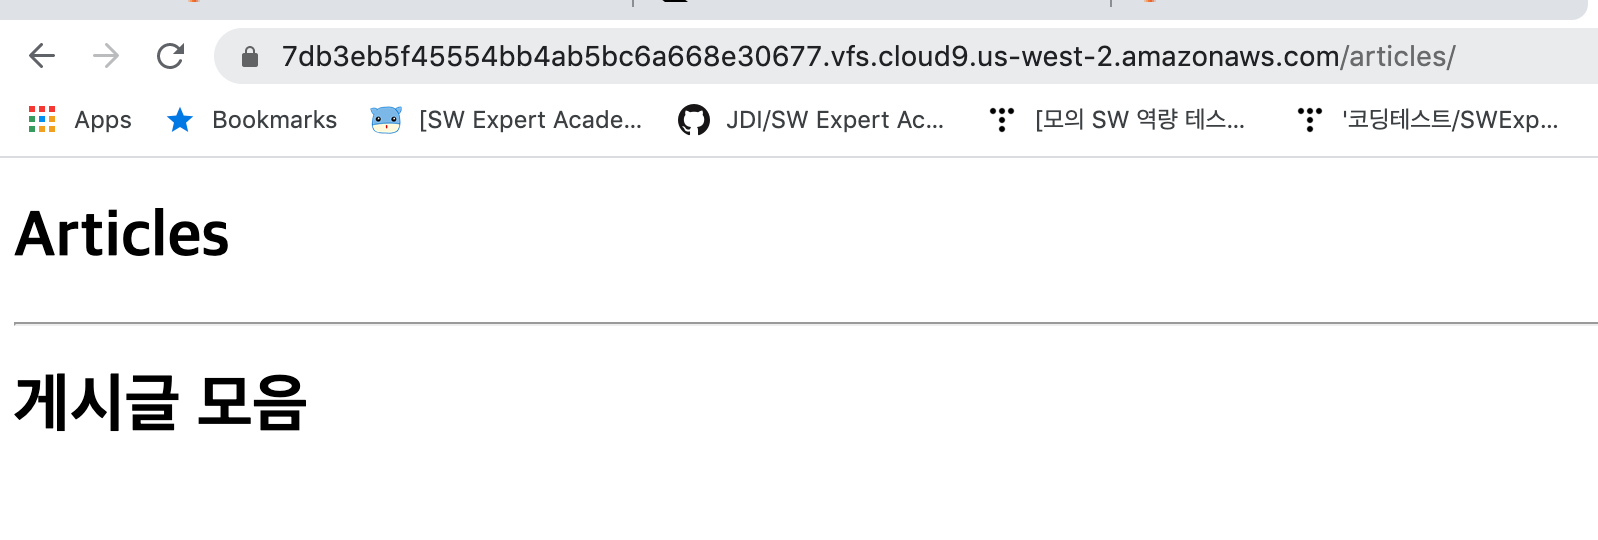 7db3eb5f45554bb4ab5bc6a668e30677.vfs.cloud9.us-west-2.amazonaws.com/articles/
Apps Bookmarks [SW Expert Acade... JDI/SW Expert Ac... [모의 SW 역량 테스... '코딩테스트/SWExp...
Articles
게시글 모음